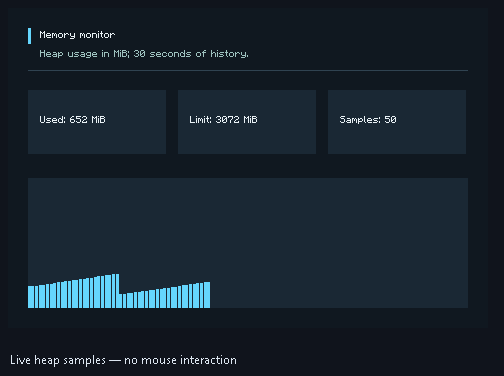 Memory monitor
Heap usage in MiB; 30 seconds of history.
Used: 652 MiB
Limit: 3072 MiB
Samples: 50
Live heap samples — no mouse interaction